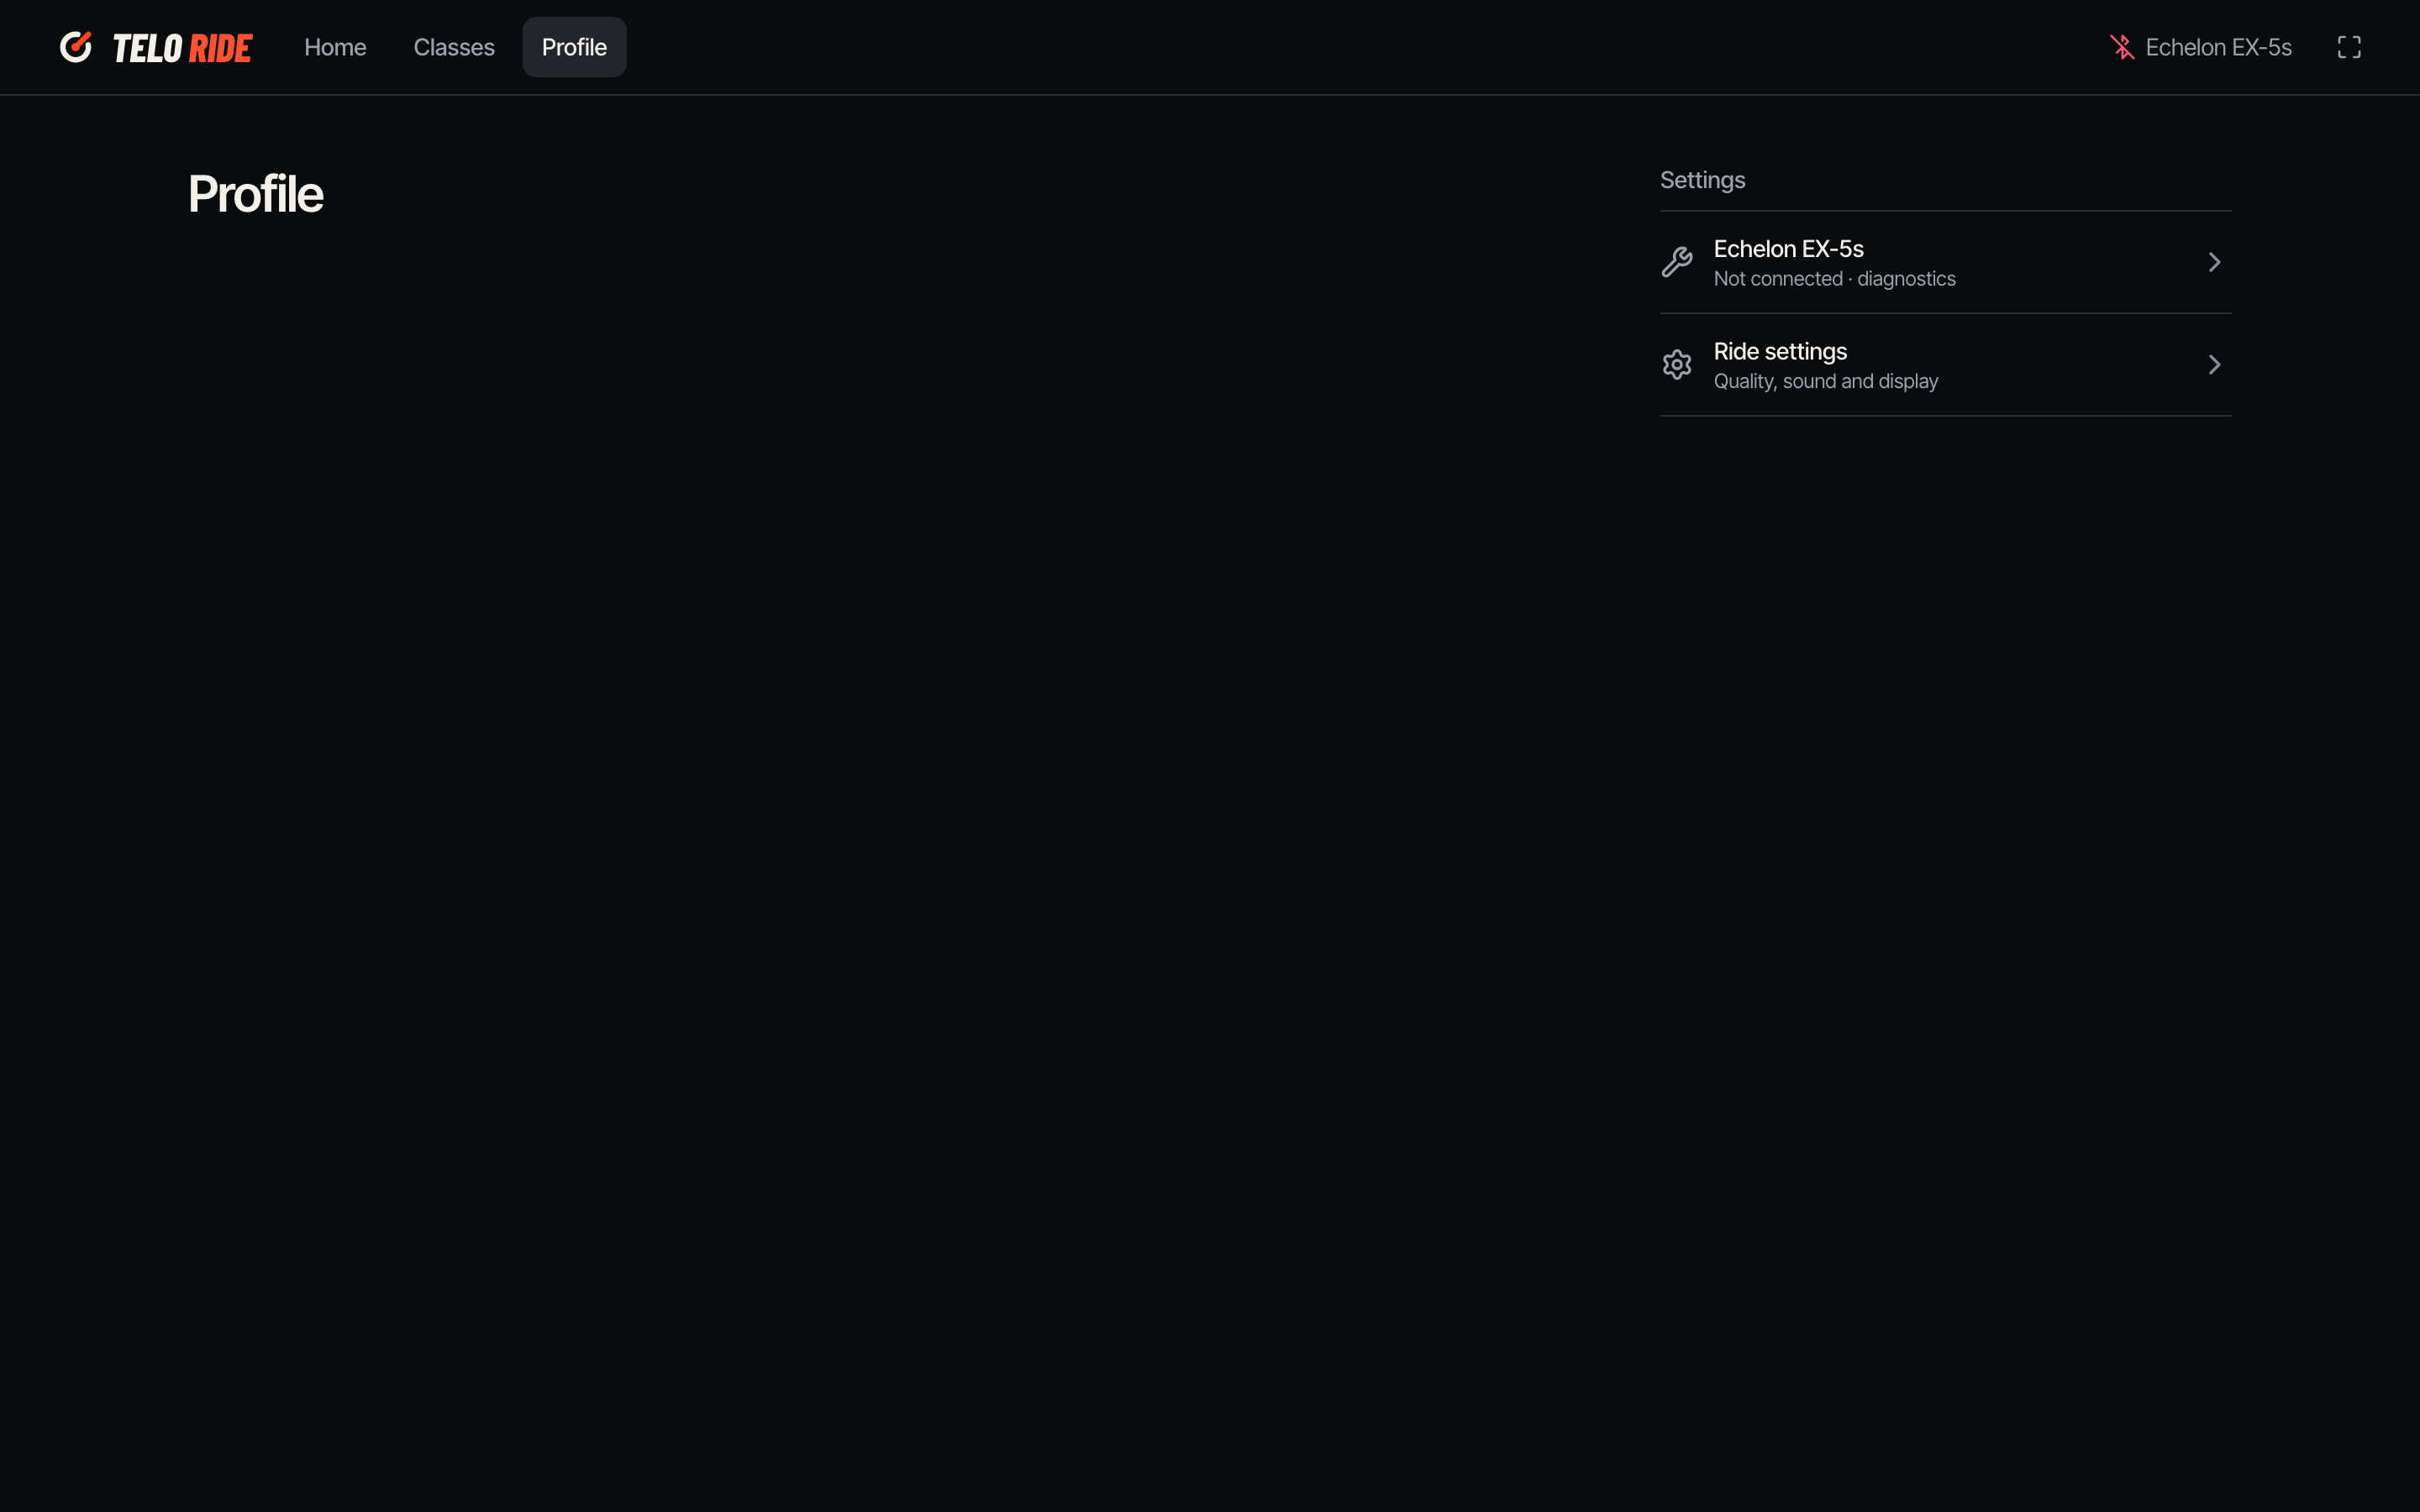 TELO RIDE
Home
Classes
Profile
Echelon EX-5s
Profile
Settings
Echelon EX-5s
Not connected · diagnostics
Ride settings
Quality, sound and display